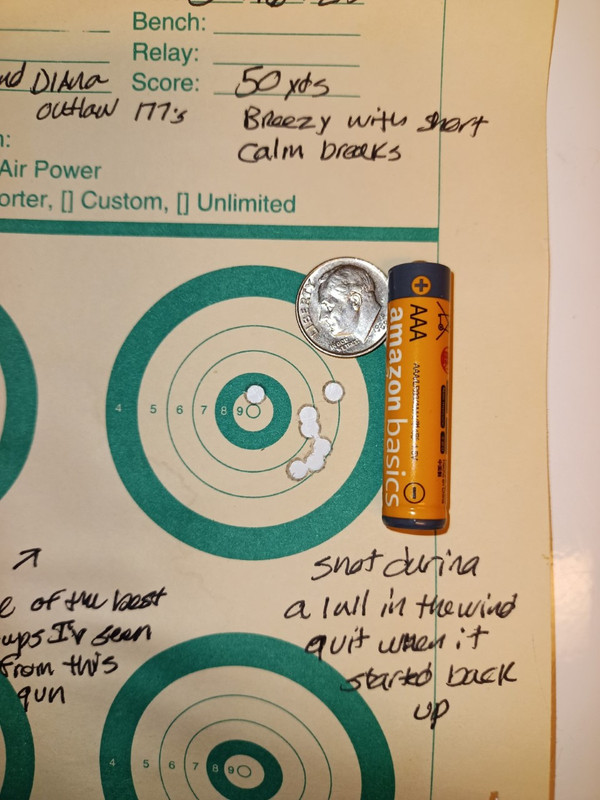 Bench:
Relay:
nd DIANA Score: 50 yds
outlaw 177's Breezy with short
calm breaks
n:
Air Power
orter, [] Custom, [] Unlimited
LIBERTY
4 5 6 7 8 9
+
AAA
amazon basics
−
shot during
a lull in the wind
quit when it
started back
up
e of the best
ups I'v seen
From this
gun
4 5 6 7 8 9